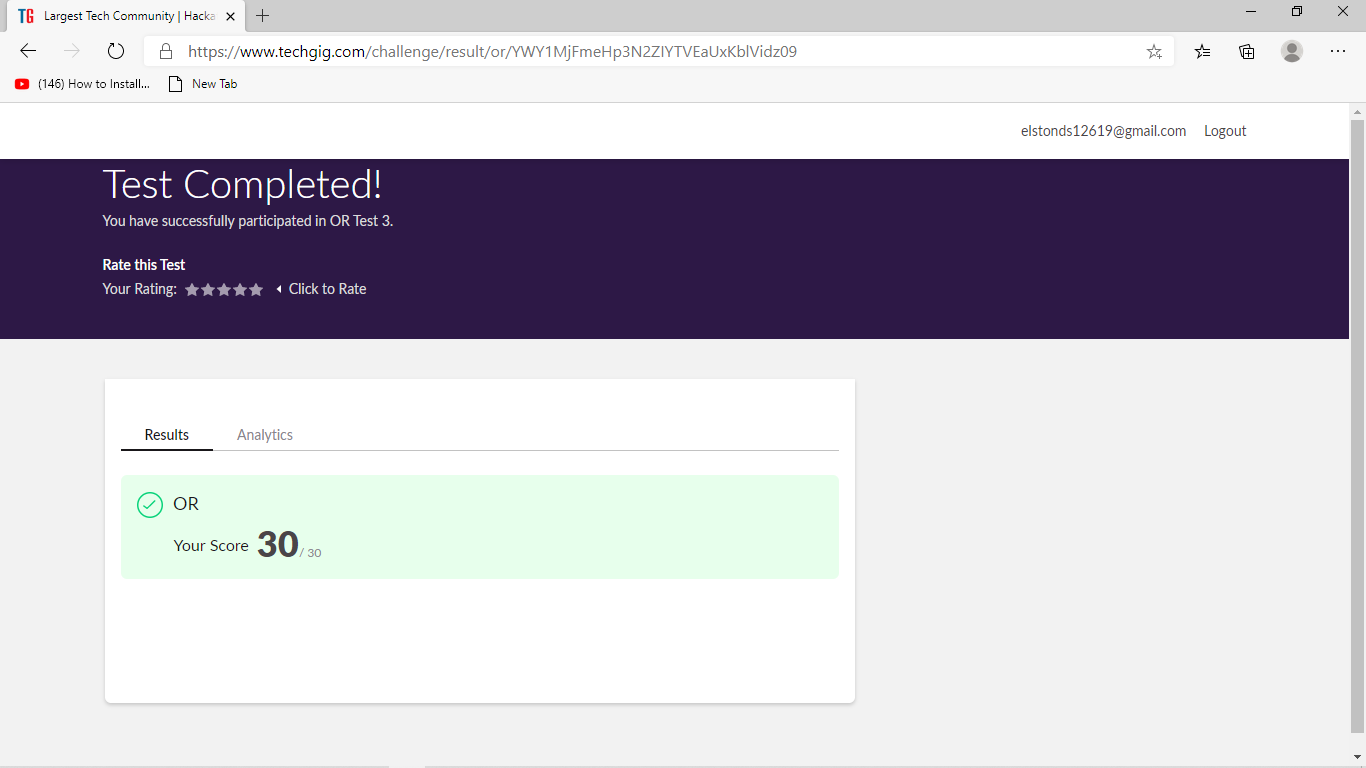 TG Largest Tech Community | Hacka
https://www.techgig.com/challenge/result/or/YWY1MjFmeHp3N2ZIYTVEaUxKblVidz09
(146) How to Install... New Tab
elstonds12619@gmail.com Logout
Test Completed!
You have successfully participated in OR Test 3.
Rate this Test
Your Rating: Click to Rate
Results Analytics
OR
Your Score 30 / 30